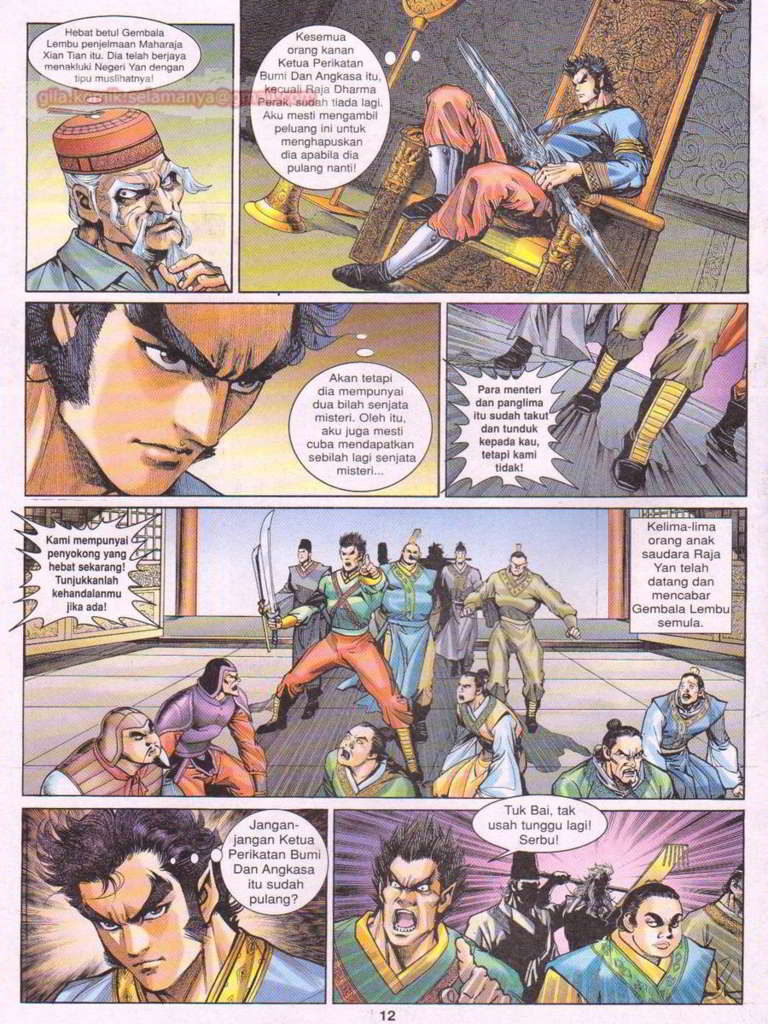 Hebat betul Gembala
Lembu penjelmaan Maharaja
Xian Tian itu. Dia telah berjaya
menakluki Negeri Yan dengan
tipu muslihatnya!
Kesemua
orang kanan
Ketua Perikatan
Bumi Dan Angkasa itu,
kecuali Raja Dharma
Perak, sudah tiada lagi.
Aku mesti mengambil
peluang ini untuk
menghapuskan
dia apabila dia
pulang nanti!
Akan tetapi
dia mempunyai
dua bilah senjata
misteri. Oleh itu,
aku juga mesti
cuba mendapatkan
sebilah lagi senjata
misteri...
Para menteri
dan panglima
itu sudah takut
dan tunduk
kepada kau,
tetapi kami
tidak!
Kami mempunyai
penyokong yang
hebat sekarang!
Tunjukkanlah
kehandalanmu
jika ada!
Kelima-lima
orang anak
saudara Raja
Yan telah
datang dan
mencabar
Gembala Lembu
semula.
Jangan-
jangan Ketua
Perikatan Bumi
Dan Angkasa
itu sudah
pulang?
Tuk Bai, tak
usah tunggu lagi!
Serbu!
12